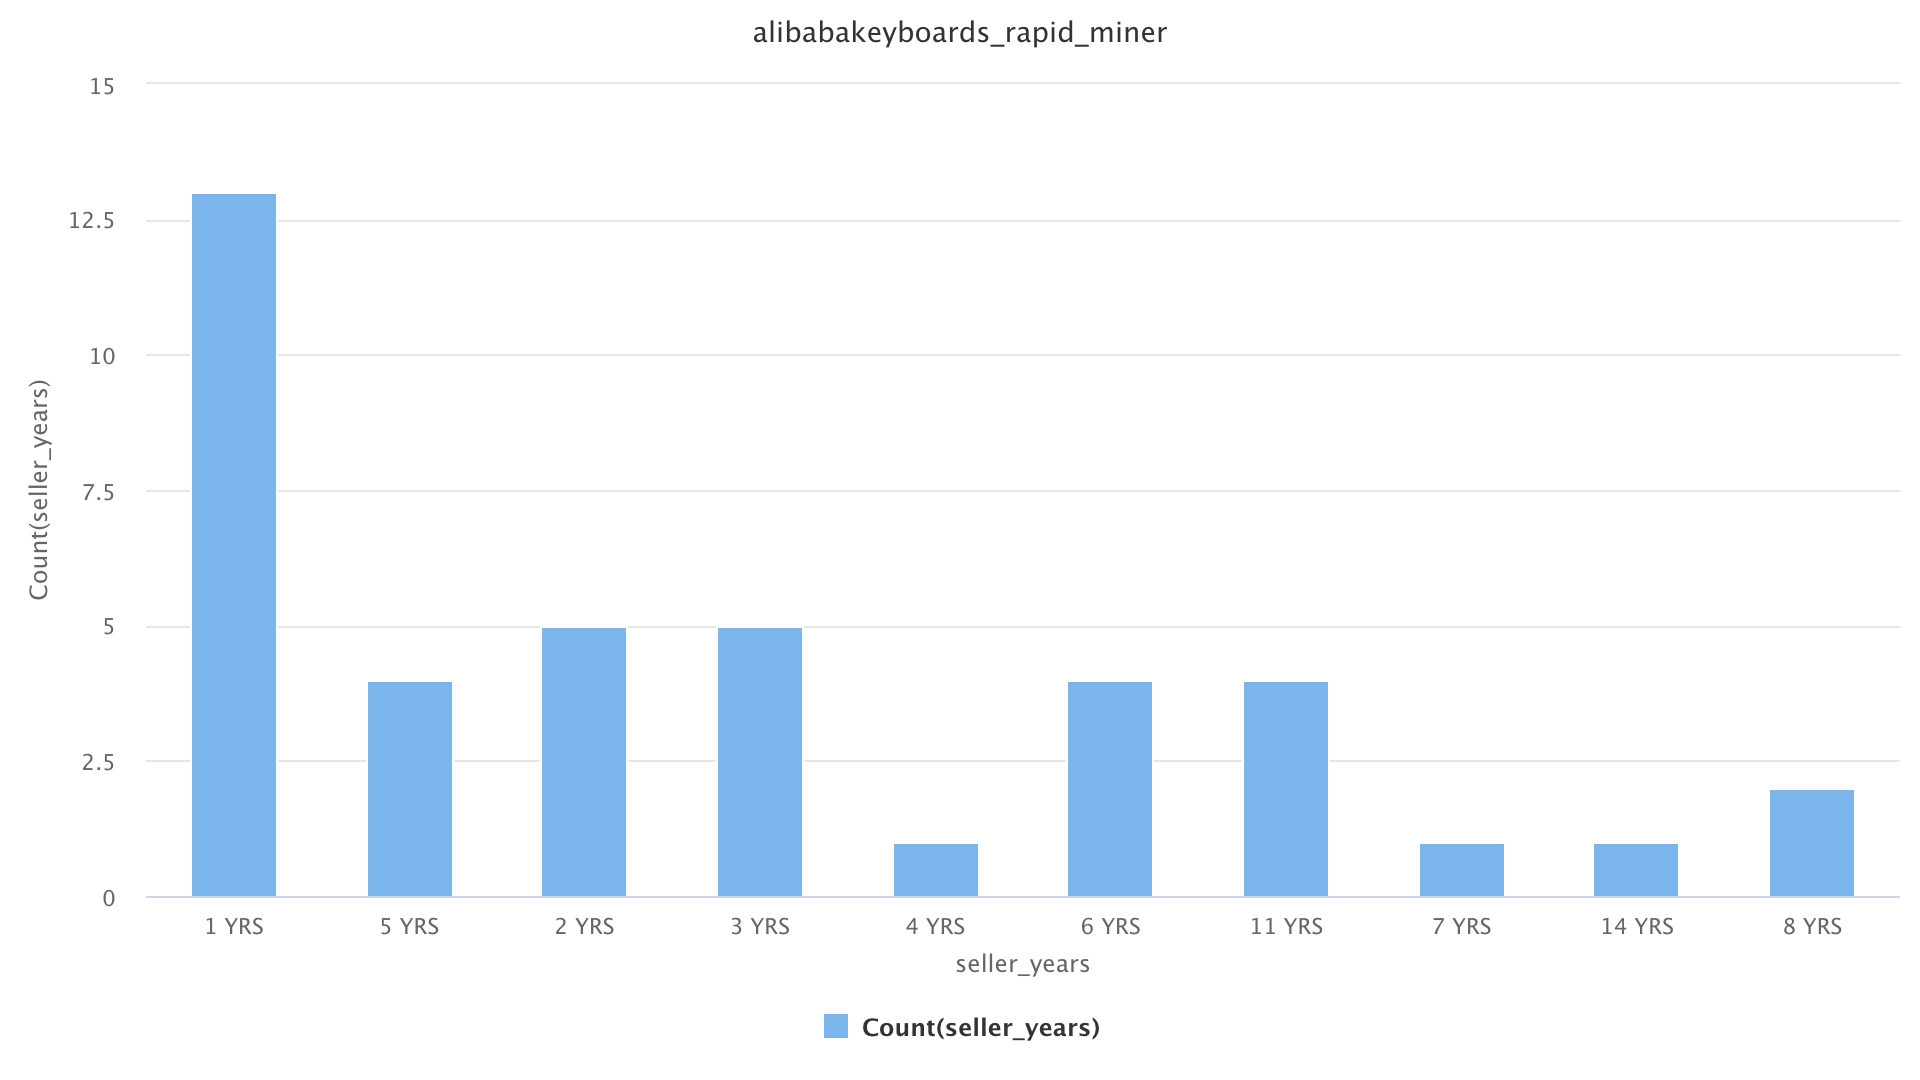 alibabakeyboards_rapid_miner
15
12.5
10
7.5
5
2.5
0
Count(seller_years)
1 YRS 5 YRS 2 YRS 3 YRS 4 YRS 6 YRS 11 YRS 7 YRS 14 YRS 8 YRS
seller_years
Count(seller_years)